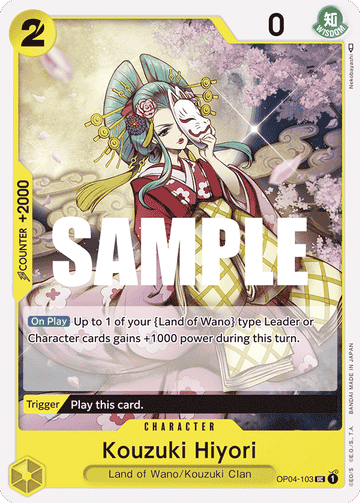 2
0
知
WISDOM
Nekobayashi
COUNTER +2000
SAMPLE
On Play Up to 1 of your {Land of Wano} type Leader or
Character cards gains +1000 power during this turn.
Trigger Play this card.
CHARACTER
Kouzuki Hiyori
Land of Wano/Kouzuki Clan
OP04-103 UC 1
©E.O./S. ©E.O./S., T.A.
BANDAI MADE IN JAPAN